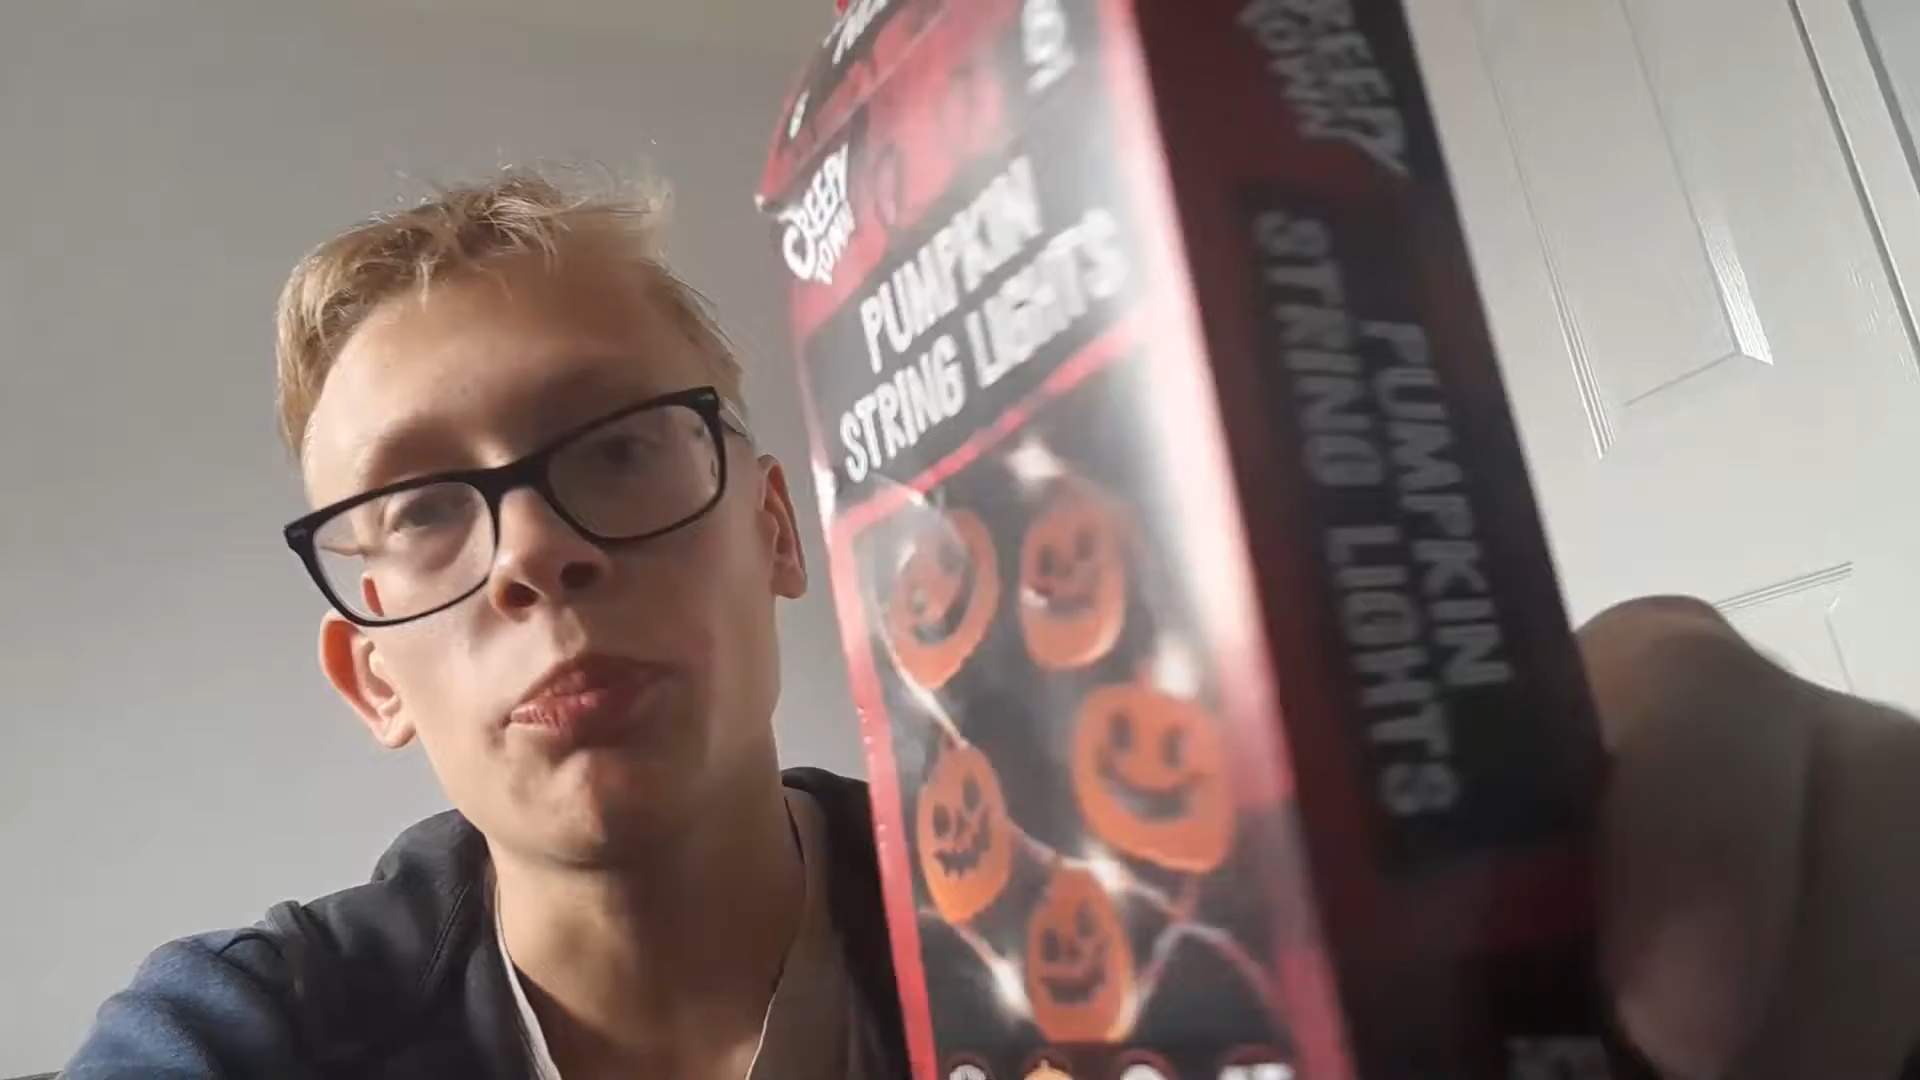 CREEPY
TOWN
PUMPKIN
STRING LIGHTS
CREEPY
TOWN
PUMPKIN
STRING LIGHTS